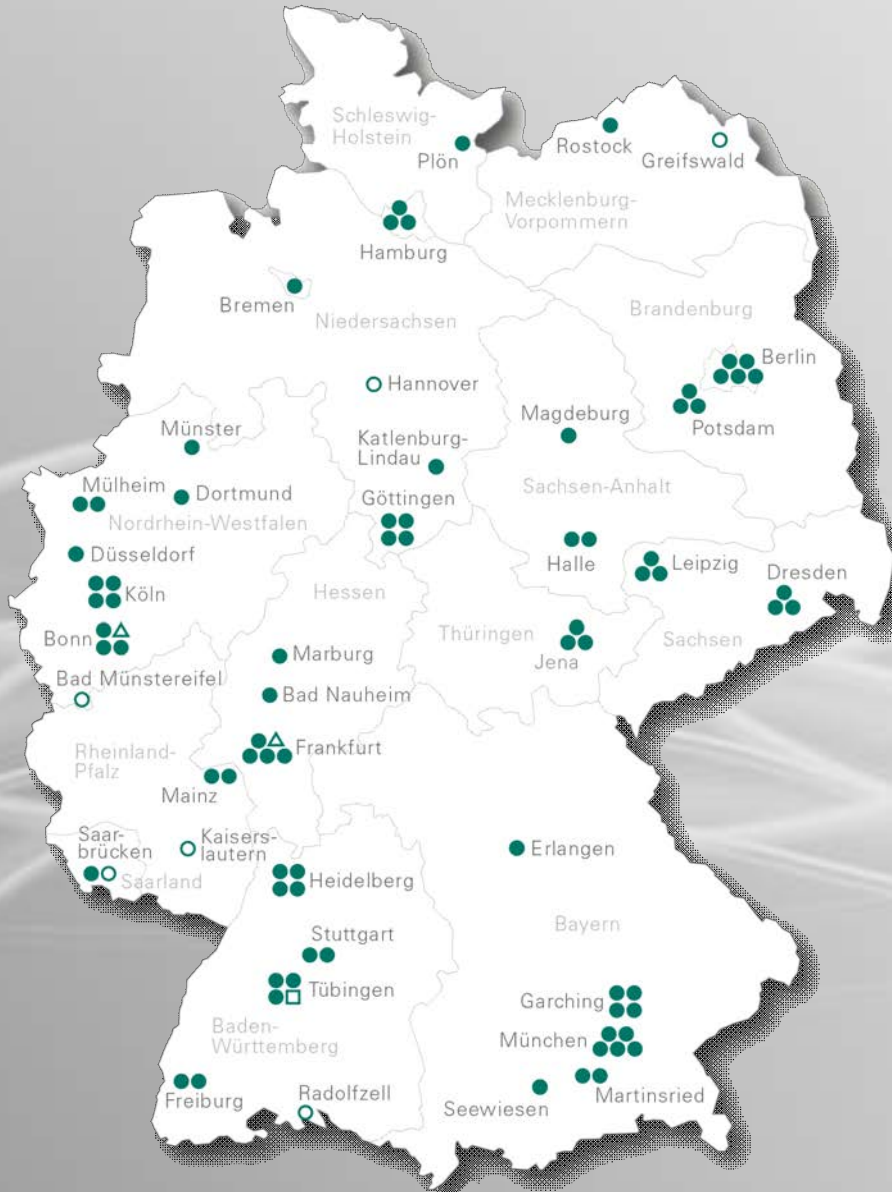 Schleswig-
Holstein
Plön
Rostock
Greifswald
Mecklenburg-
Vorpommern
Hamburg
Bremen
Niedersachsen
Brandenburg
Berlin
Hannover
Potsdam
Magdeburg
Münster
Katlenburg-
Lindau
Mülheim
Dortmund
Göttingen
Sachsen-Anhalt
Nordrhein-Westfalen
Düsseldorf
Halle
Leipzig
Dresden
Köln
Hessen
Thüringen
Sachsen
Bonn
Marburg
Jena
Bad Münstereifel
Bad Nauheim
Rheinland-
Pfalz
Frankfurt
Mainz
Saar-
brücken
Kaisers-
lautern
Erlangen
Saarland
Heidelberg
Bayern
Stuttgart
Tübingen
Garching
Baden-
Württemberg
München
Freiburg
Radolfzell
Seewiesen
Martinsried